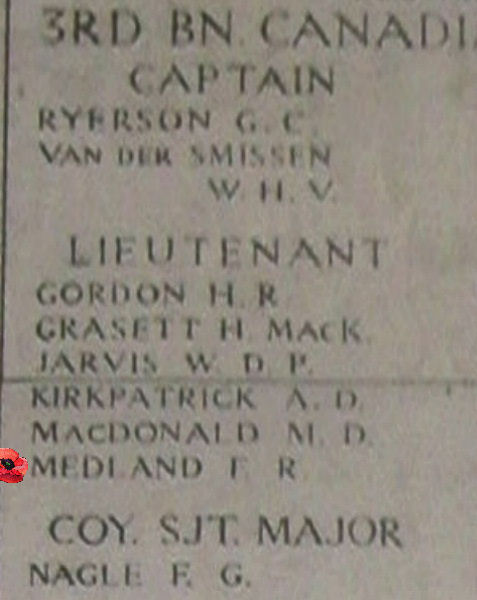 3RD BN. CANADI
CAPTAIN
RYERSON G. C.
VAN DER SMISSEN
W. H. V.
LIEUTENANT
GORDON H. R.
GRASETT H. MACK.
JARVIS W. D. P.
KIRKPATRICK A. D.
MACDONALD M. D.
MEDLAND F. R.
COY. SJT. MAJOR
NAGLE F. G.